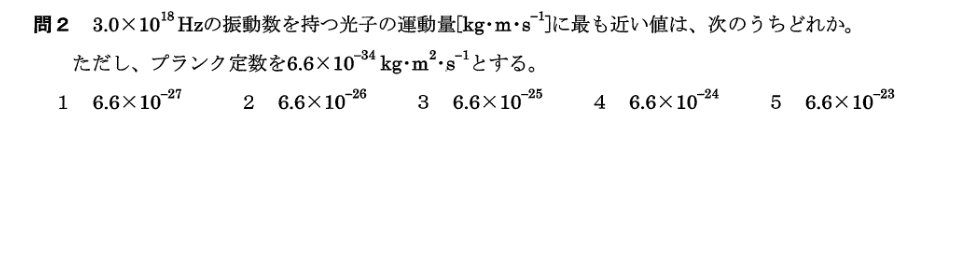 問2 3.0×10¹⁸ Hzの振動数を持つ光子の運動量[kg･m･s⁻¹]に最も近い値は、次のうちどれか。
ただし、プランク定数を6.6×10⁻³⁴ kg･m²･s⁻¹とする。
1 6.6×10⁻²⁷ 2 6.6×10⁻²⁶ 3 6.6×10⁻²⁵ 4 6.6×10⁻²⁴ 5 6.6×10⁻²³